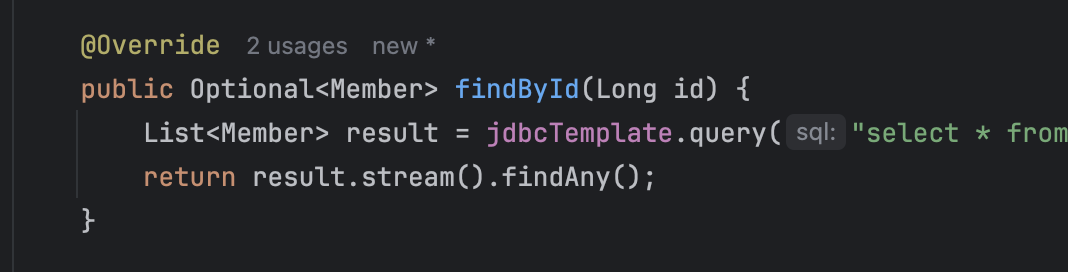 @Override 2 usages new *
public Optional<Member> findById(Long id) {
List<Member> result = jdbcTemplate.query( sql: "select * from
return result.stream().findAny();
}